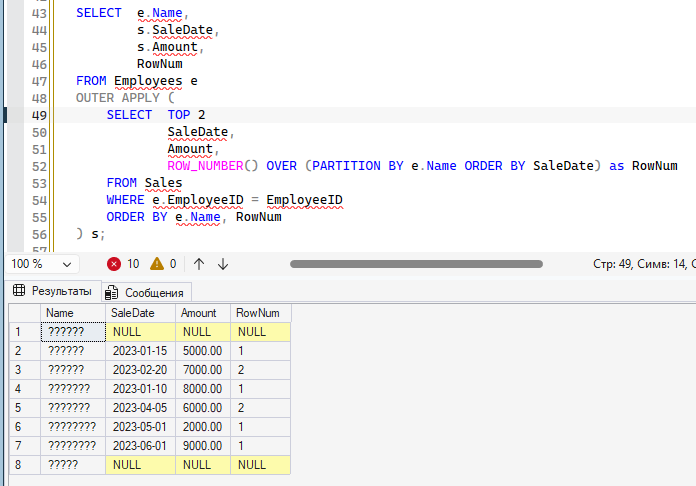 43 SELECT e.Name,
44 s.SaleDate,
45 s.Amount,
46 RowNum
47 FROM Employees e
48 OUTER APPLY (
49 SELECT TOP 2
50 SaleDate,
51 Amount,
52 ROW_NUMBER() OVER (PARTITION BY e.Name ORDER BY SaleDate) as RowNum
53 FROM Sales
54 WHERE e.EmployeeID = EmployeeID
55 ORDER BY e.Name, RowNum
56 ) s;
100 % 10 0 Стр: 49, Симв: 14, С
Результаты Сообщения
Name SaleDate Amount RowNum
1 ?????? NULL NULL NULL
2 ?????? 2023-01-15 5000.00 1
3 ?????? 2023-02-20 7000.00 2
4 ??????? 2023-01-10 8000.00 1
5 ??????? 2023-04-05 6000.00 2
6 ???????? 2023-05-01 2000.00 1
7 ???????? 2023-06-01 9000.00 1
8 ????? NULL NULL NULL